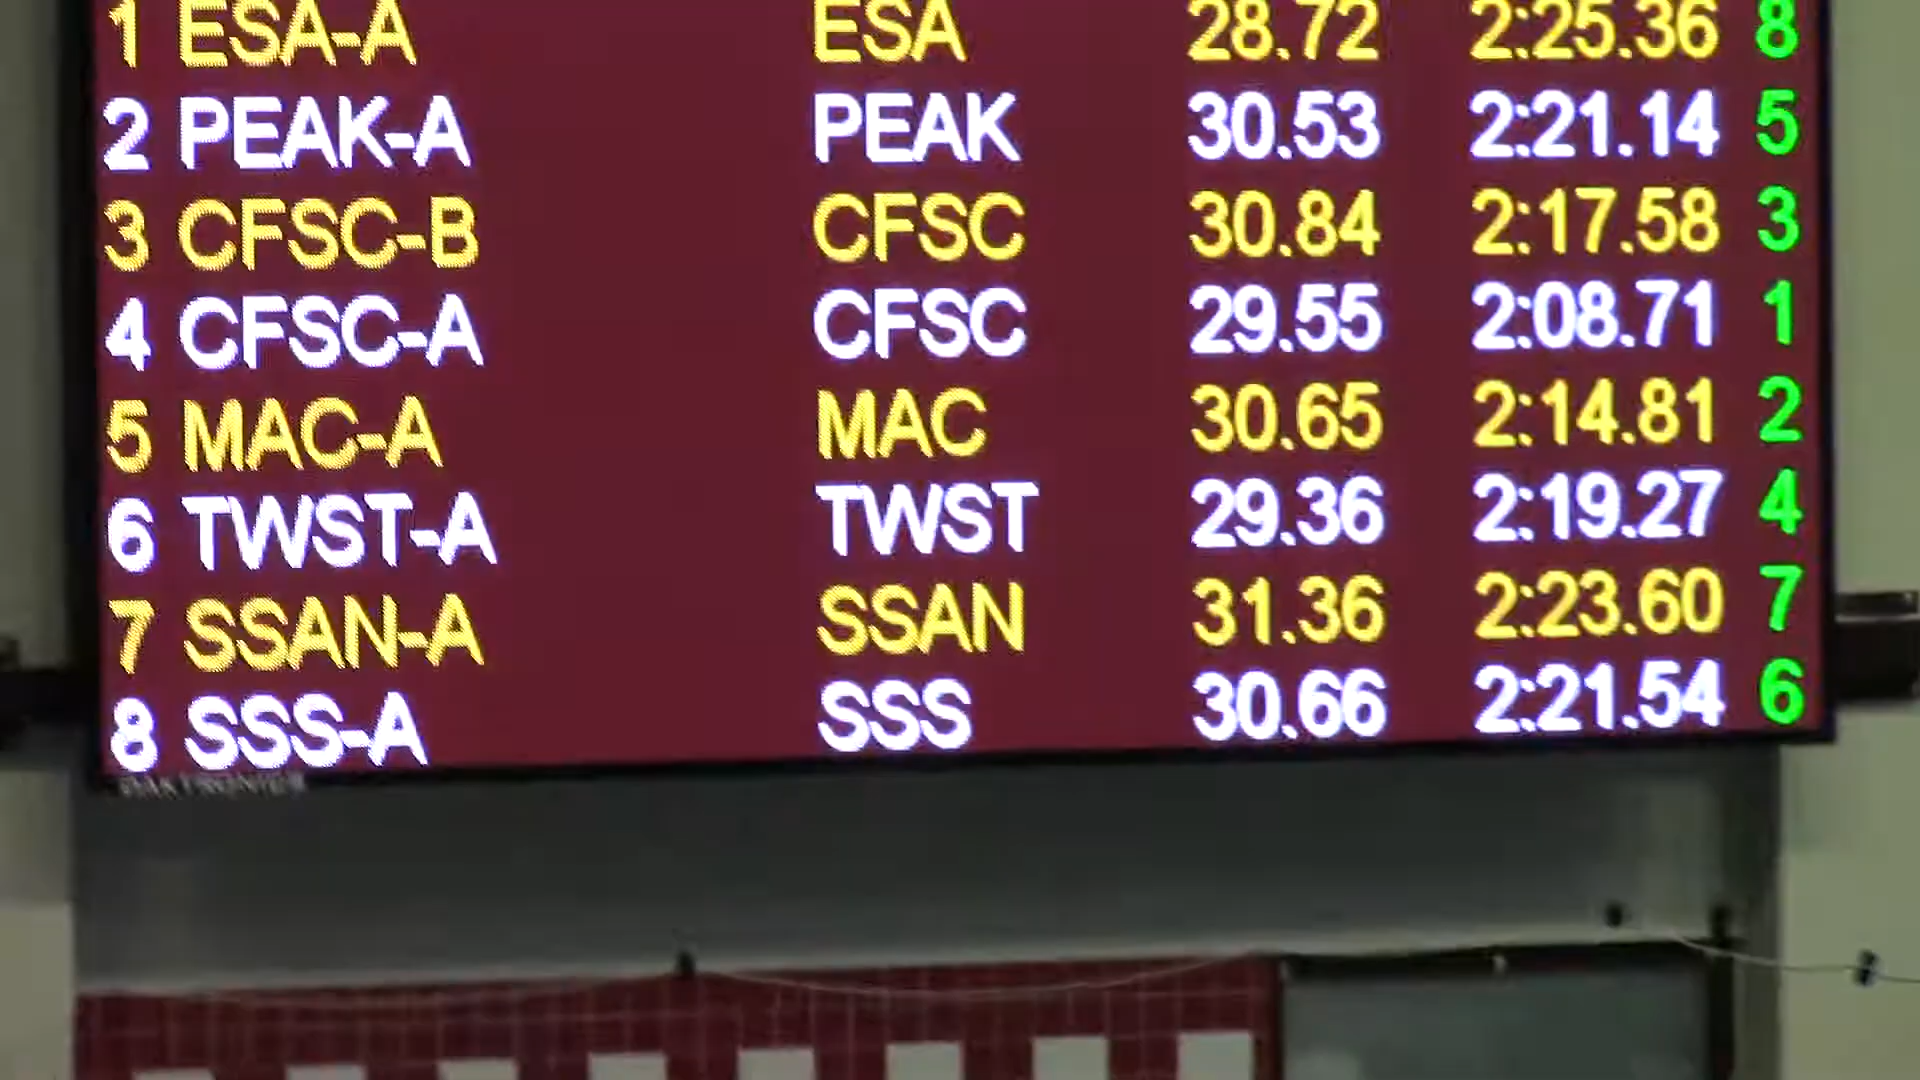 1 ESA-A ESA 28.72 2:25.36 8
2 PEAK-A PEAK 30.53 2:21.14 5
3 CFSC-B CFSC 30.84 2:17.58 3
4 CFSC-A CFSC 29.55 2:08.71 1
5 MAC-A MAC 30.65 2:14.81 2
6 TWST-A TWST 29.36 2:19.27 4
7 SSAN-A SSAN 31.36 2:23.60 7
8 SSS-A SSS 30.66 2:21.54 6
DAKTRONICS